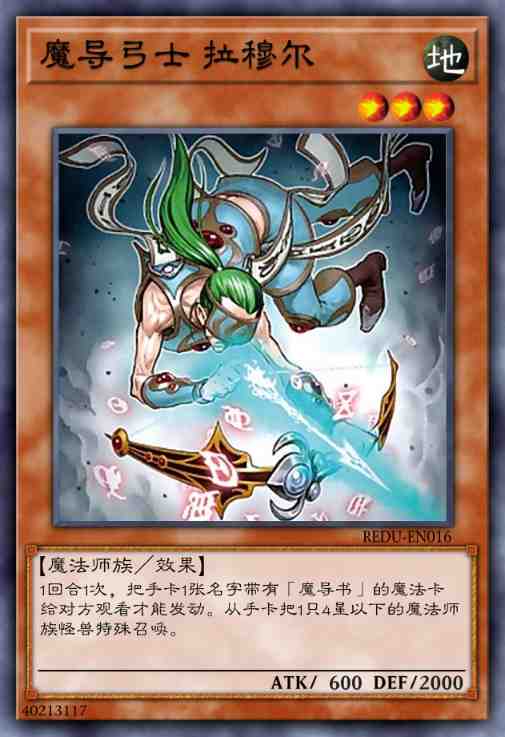 魔导弓士 拉穆尔
地
REDU-EN016
【魔法师族／效果】
1回合1次，把手卡1张名字带有「魔导书」的魔法卡
给对方观看才能发动。从手卡把1只4星以下的魔法师
族怪兽特殊召唤。
ATK/ 600 DEF/2000
40213117